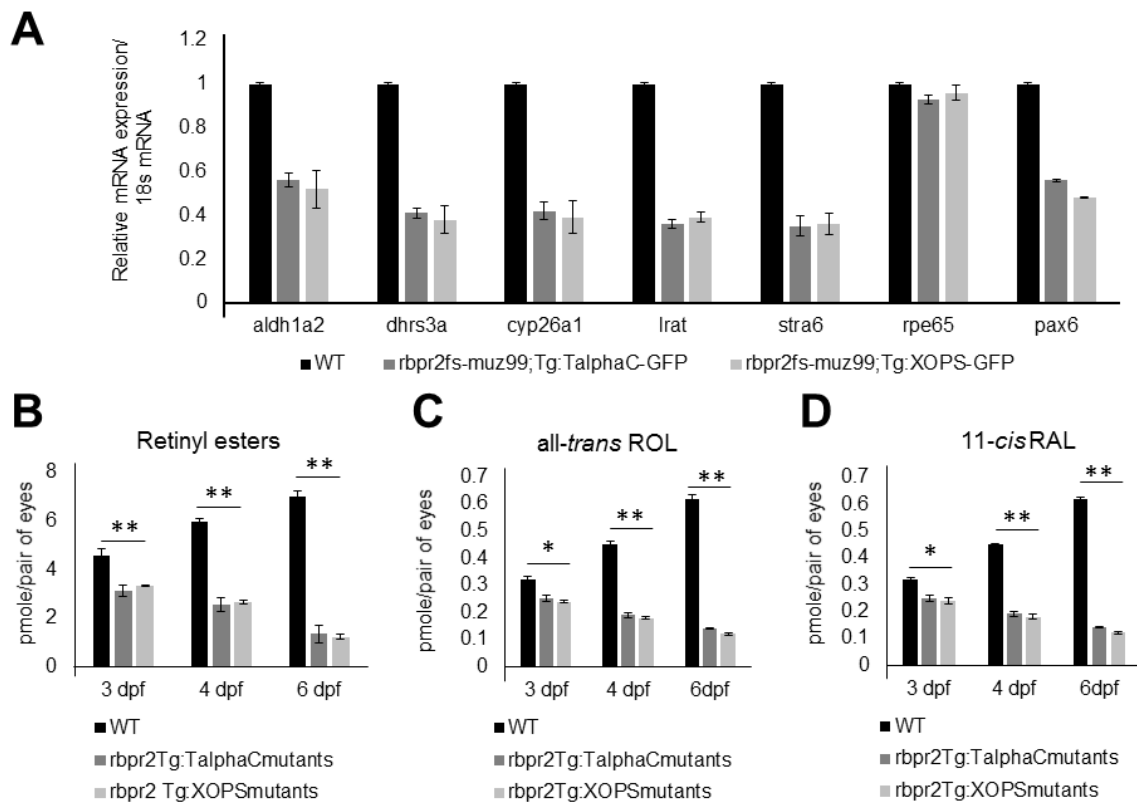 A
Relative mRNA expression/
18s mRNA
1.2
1
0.8
0.6
0.4
0.2
0
aldh1a2 dhrs3a cyp26a1 lrat stra6 rpe65 pax6
WT rbpr2fs-muz99;Tg:TalphaC-GFP rbpr2fs-muz99;Tg:XOPS-GFP
B
Retinyl esters
pmole/pair of eyes
8
6
4
2
0
** ** **
3 dpf 4 dpf 6 dpf
WT
rbpr2Tg:TalphaCmutants
rbpr2 Tg:XOPSmutants
C
all-trans ROL
pmole/pair of eyes
0.7
0.6
0.5
0.4
0.3
0.2
0.1
0
* ** **
3 dpf 4 dpf 6dpf
WT
rbpr2Tg:TalphaCmutants
rbpr2Tg:XOPSmutants
D
11-cisRAL
pmole/pair of eyes
0.7
0.6
0.5
0.4
0.3
0.2
0.1
0
* ** **
3 dpf 4 dpf 6dpf
WT
rbpr2Tg:TalphaCmutants
rbpr2Tg:XOPSmutants